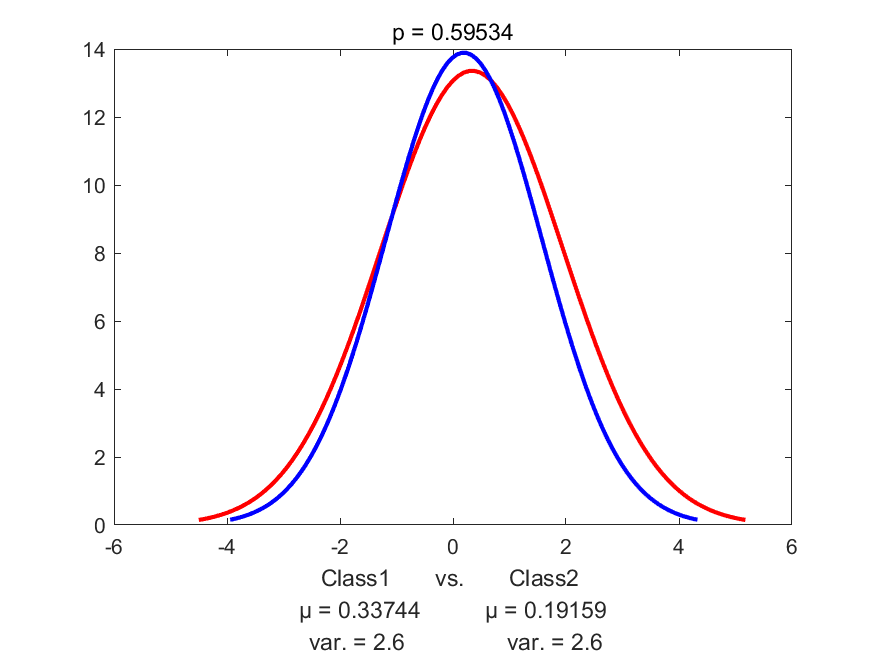 p = 0.59534
14
12
10
8
6
4
2
0
-6 -4 -2 0 2 4 6
Class1 vs. Class2
μ = 0.33744 μ = 0.19159
var. = 2.6 var. = 2.6